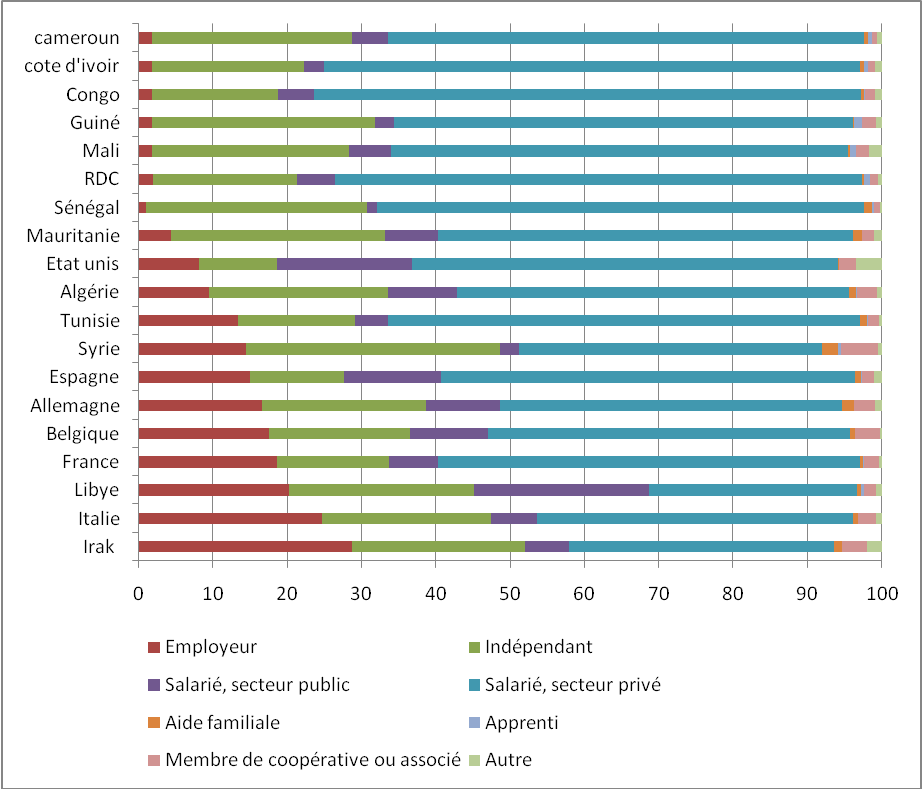 cameroun
cote d'ivoir
Congo
Guiné
Mali
RDC
Sénégal
Mauritanie
Etat unis
Algérie
Tunisie
Syrie
Espagne
Allemagne
Belgique
France
Libye
Italie
Irak
0 10 20 30 40 50 60 70 80 90 100
Employeur Indépendant
Salarié, secteur public Salarié, secteur privé
Aide familiale Apprenti
Membre de coopérative ou associé Autre